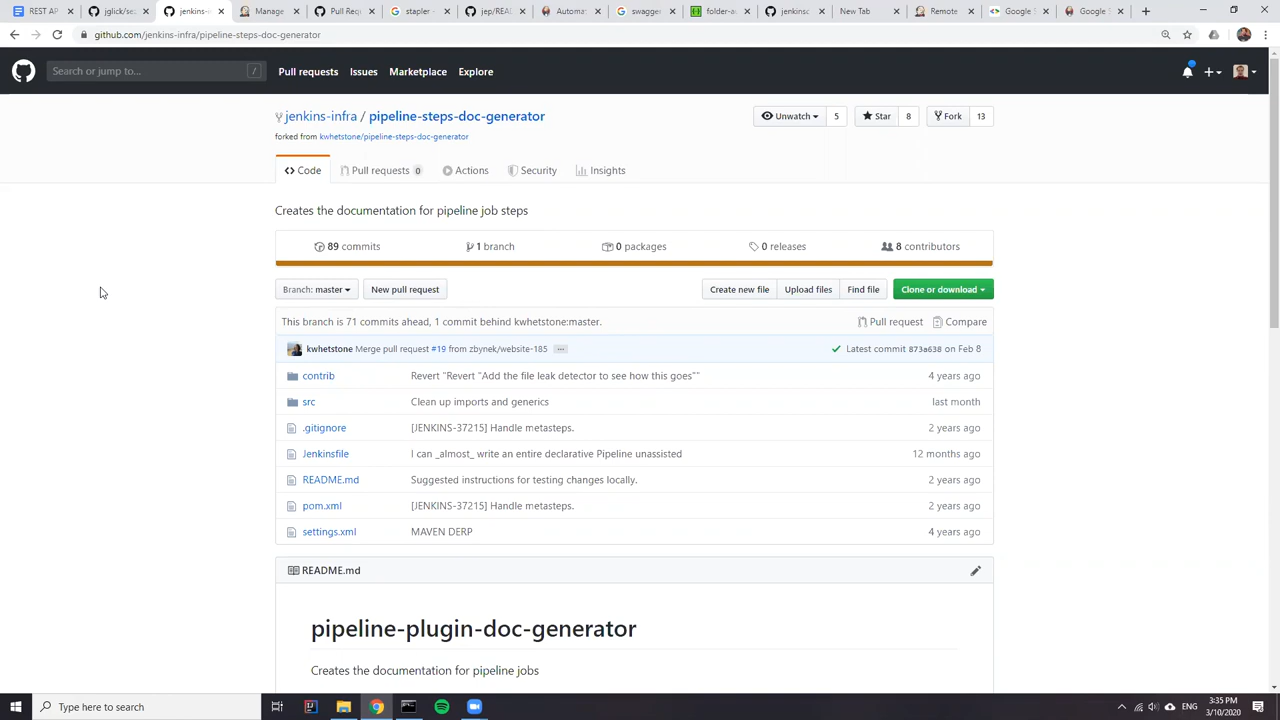 REST AP
jglick/se
jenkins-
Manage
Pull Req
stapler
jep/REA
Automa
swagge
folder-v
jenkinsc
New Tab
Remote
Google S
Google S
github.com/jenkins-infra/pipeline-steps-doc-generator
Search or jump to... /
Pull requests Issues Marketplace Explore
jenkins-infra / pipeline-steps-doc-generator
Unwatch 5 Star 8 Fork 13
forked from kwhetstone/pipeline-steps-doc-generator
Code Pull requests 0 Actions Security Insights
Creates the documentation for pipeline job steps
89 commits 1 branch 0 packages 0 releases 8 contributors
Branch: master New pull request Create new file Upload files Find file Clone or download
This branch is 71 commits ahead, 1 commit behind kwhetstone:master. Pull request Compare
kwhetstone Merge pull request #19 from zbynek/website-185 ... Latest commit 873a638 on Feb 8
contrib Revert "Revert "Add the file leak detector to see how this goes"" 4 years ago
src Clean up imports and generics last month
.gitignore [JENKINS-37215] Handle metasteps. 2 years ago
Jenkinsfile I can _almost_ write an entire declarative Pipeline unassisted 12 months ago
README.md Suggested instructions for testing changes locally. 2 years ago
pom.xml [JENKINS-37215] Handle metasteps. 2 years ago
settings.xml MAVEN DERP 4 years ago
README.md
pipeline-plugin-doc-generator
Creates the documentation for pipeline jobs
Type here to search
ENG
3:35 PM
3/10/2020